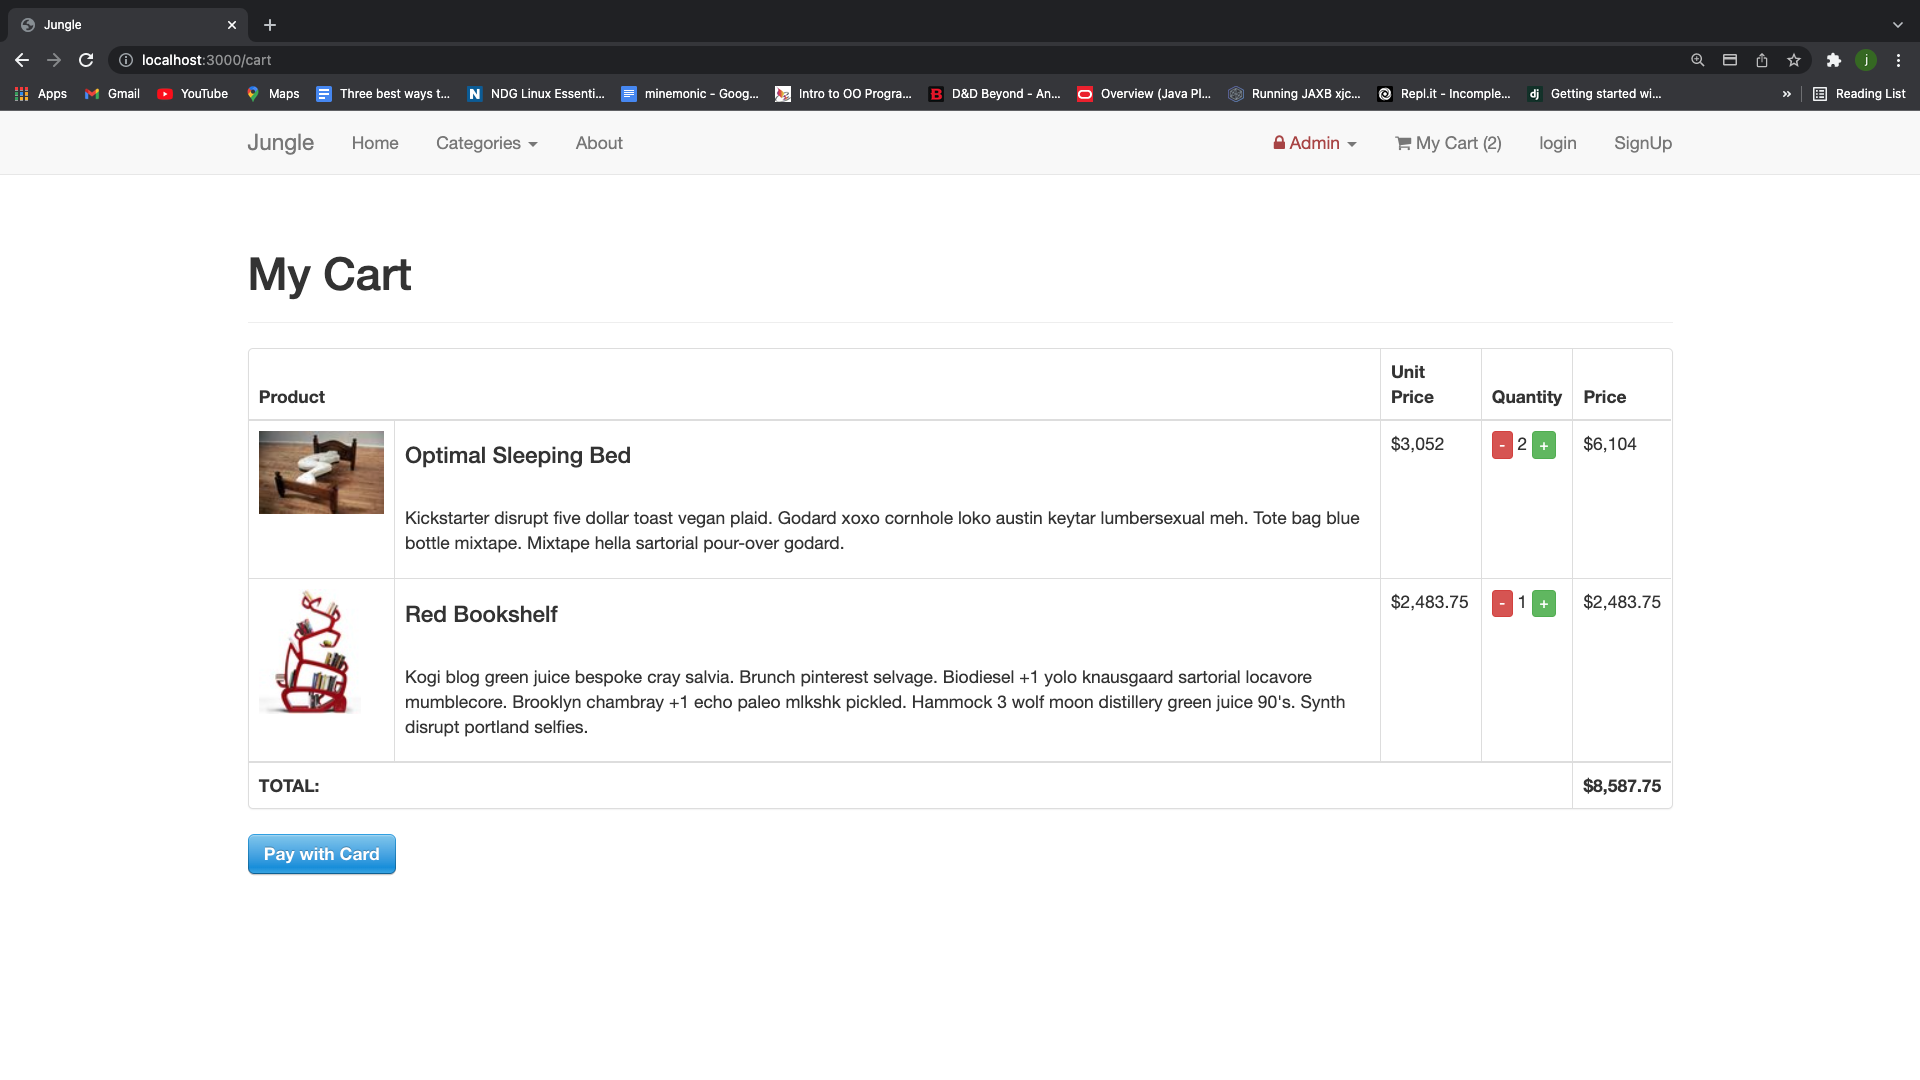 Jungle
localhost:3000/cart
j
Apps
Gmail
YouTube
Maps
Three best ways t...
NDG Linux Essenti...
minemonic - Goog...
Intro to OO Progra...
D&D Beyond - An...
Overview (Java Pl...
Running JAXB xjc...
Repl.it - Incomple...
Getting started wi...
»
Reading List
Jungle
Home
Categories
About
Admin
My Cart (2)
login
SignUp
My Cart
Product
Unit
Price
Quantity
Price
Optimal Sleeping Bed
$3,052
- 2 +
$6,104
Kickstarter disrupt five dollar toast vegan plaid. Godard xoxo cornhole loko austin keytar lumbersexual meh. Tote bag blue
bottle mixtape. Mixtape hella sartorial pour-over godard.
Red Bookshelf
$2,483.75
- 1 +
$2,483.75
Kogi blog green juice bespoke cray salvia. Brunch pinterest selvage. Biodiesel +1 yolo knausgaard sartorial locavore
mumblecore. Brooklyn chambray +1 echo paleo mlkshk pickled. Hammock 3 wolf moon distillery green juice 90's. Synth
disrupt portland selfies.
TOTAL:
$8,587.75
Pay with Card